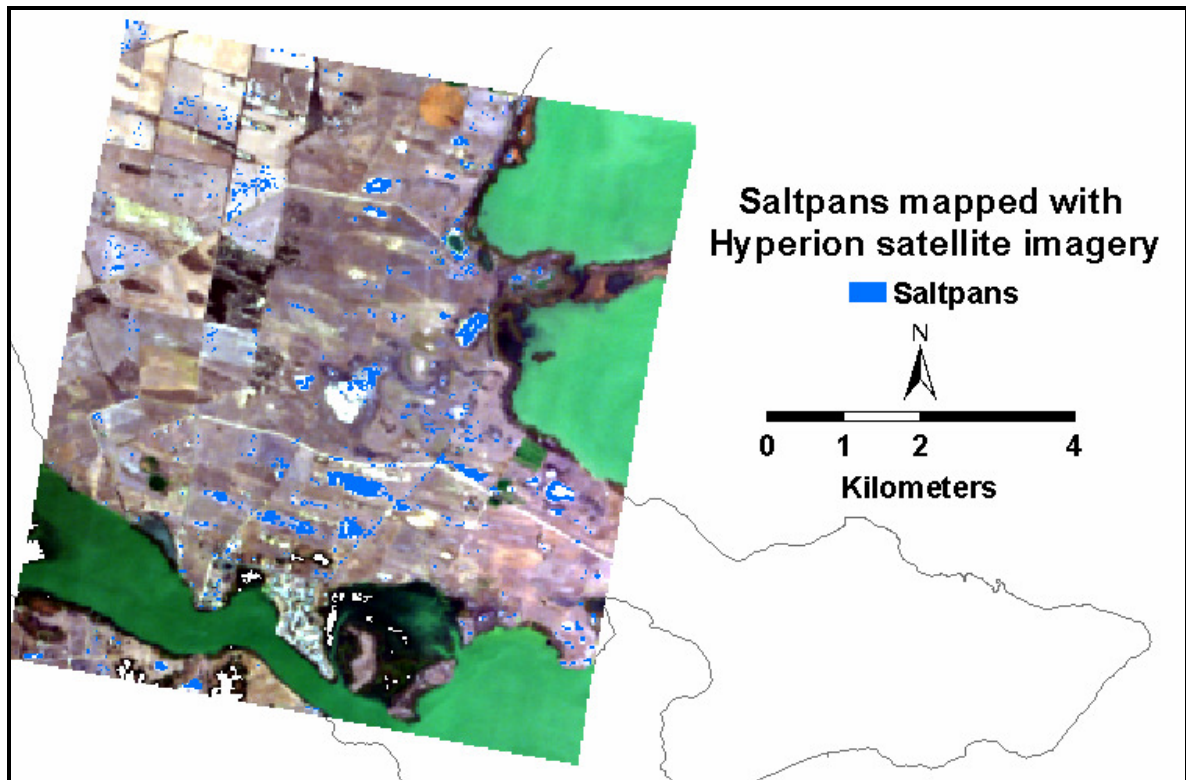 Saltpans mapped with
Hyperion satellite imagery
Saltpans
N
0 1 2 4
Kilometers